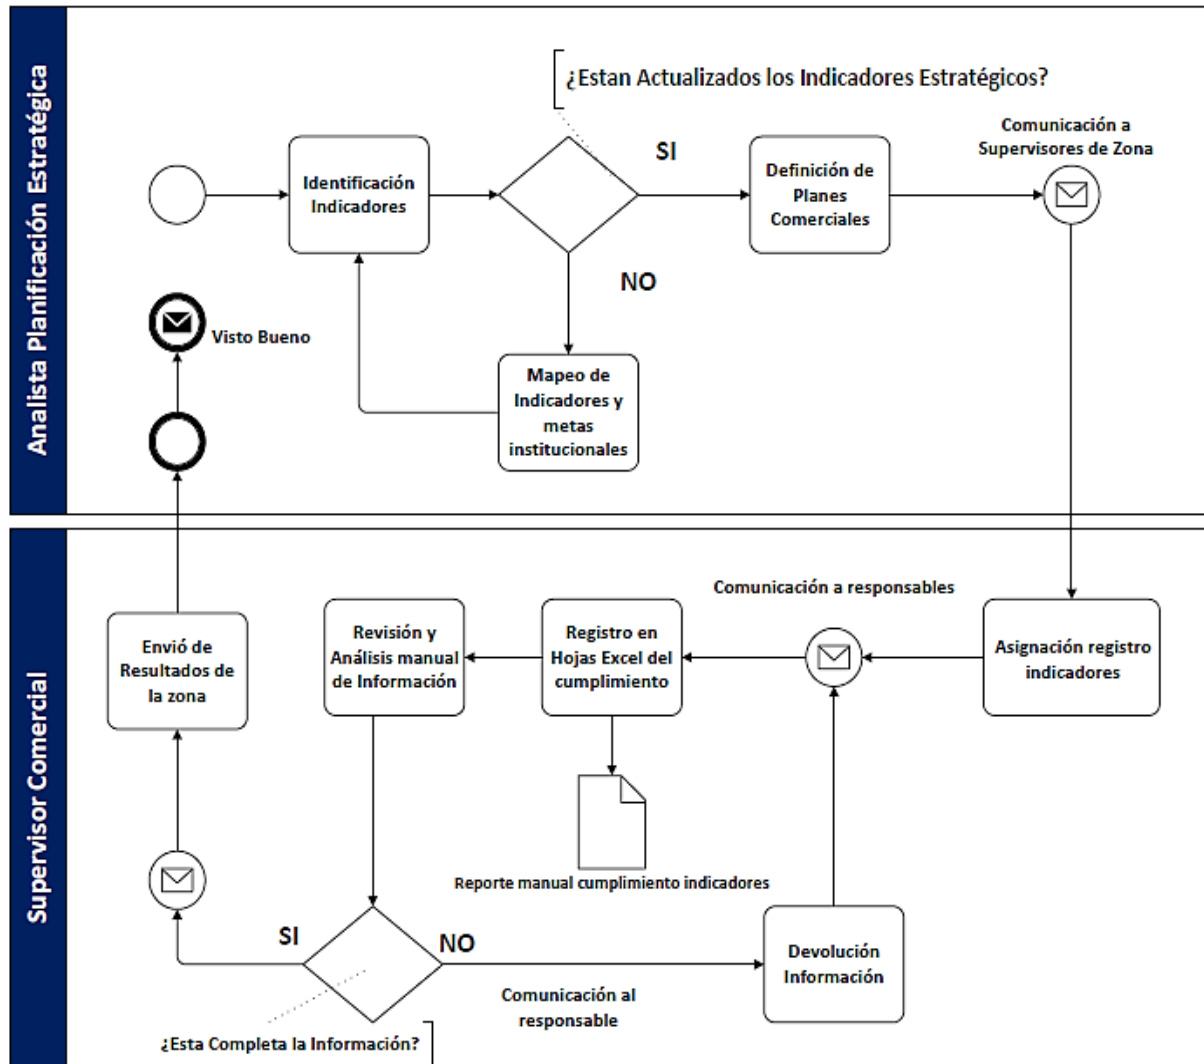 Analista Planificación Estratégica
¿Estan Actualizados los Indicadores Estratégicos?
Comunicación a
Supervisores de Zona
SI
Identificación
Indicadores
Definición de
Planes
Comerciales
NO
Visto Bueno
Mapeo de
Indicadores y
metas
institucionales
Supervisor Comercial
Comunicación a responsables
Envió de
Resultados de
la zona
Revisión y
Análisis manual
de Información
Registro en
Hojas Excel del
cumplimiento
Asignación registro
indicadores
Reporte manual cumplimiento indicadores
SI
NO
Devolución
Información
Comunicación al
responsable
¿Esta Completa la Información?